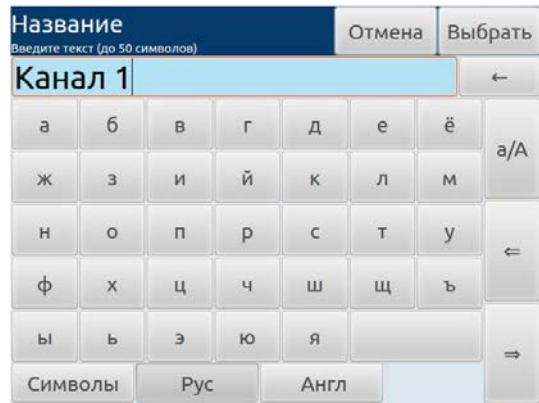 Название
Отмена
Выбрать
Введите текст (до 50 символов)
Канал 1
←
а б в г д е ё
а/А
ж з и й к л м
н о п р с т у
⇐
ф х ц ч ш щ ъ
ы ь э ю я
⇒
Символы Рус Англ